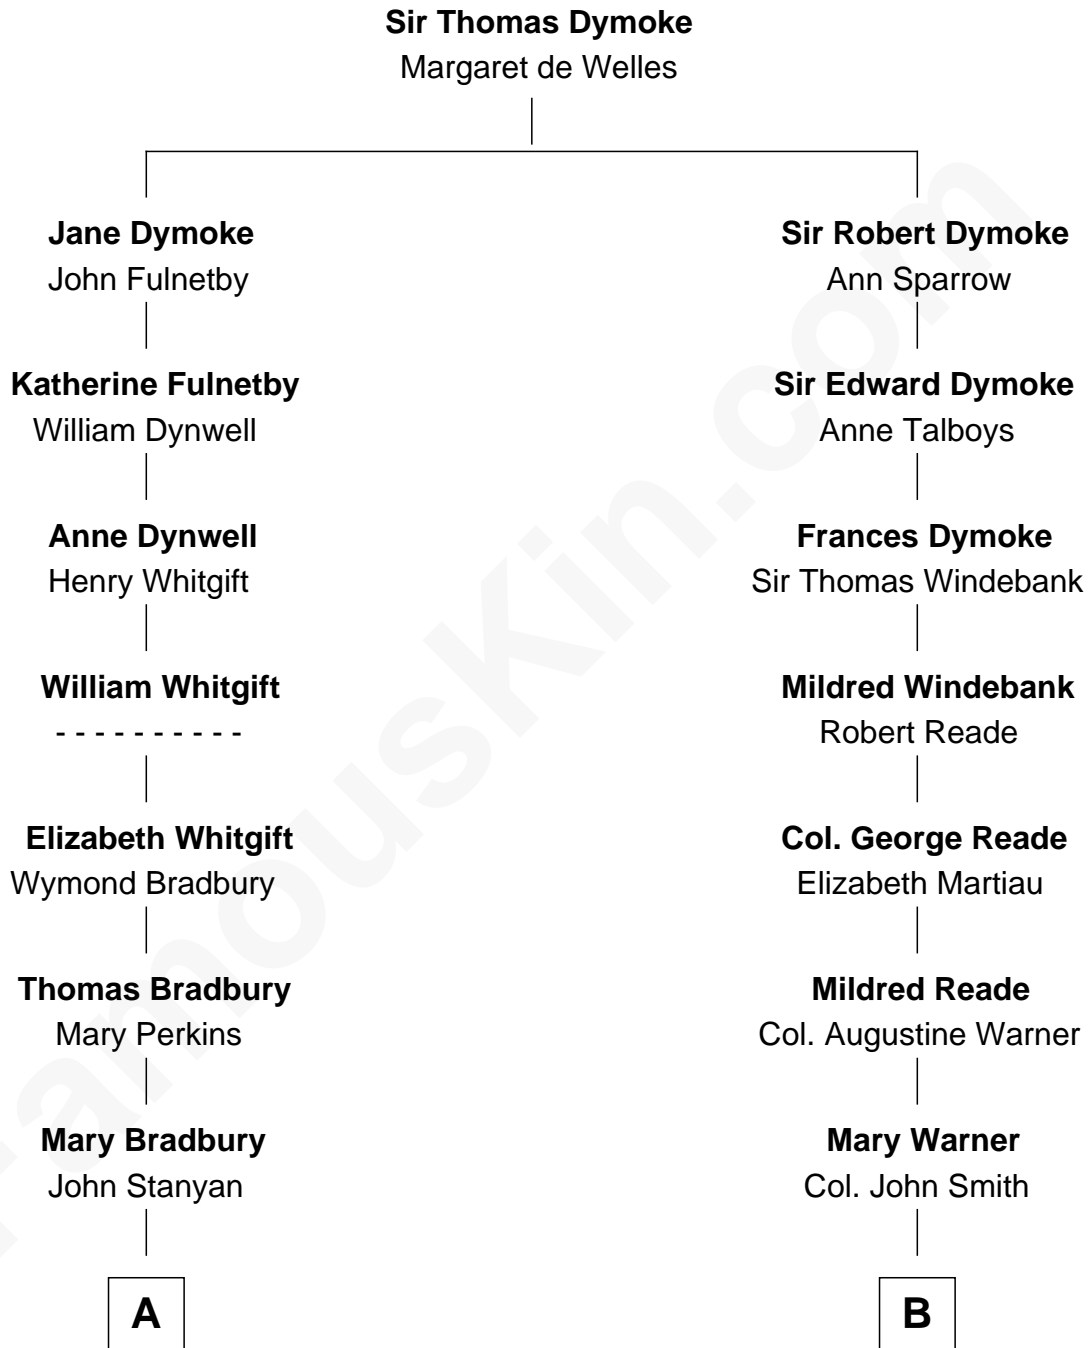 Sir Thomas Dymoke
Margaret de Welles
Jane Dymoke
John Fulnetby
Katherine Fulnetby
William Dynwell
Anne Dynwell
Henry Whitgift
William Whitgift
- - - - - - - - - -
Elizabeth Whitgift
Wymond Bradbury
Thomas Bradbury
Mary Perkins
Mary Bradbury
John Stanyan
A
Sir Robert Dymoke
Ann Sparrow
Sir Edward Dymoke
Anne Talboys
Frances Dymoke
Sir Thomas Windebank
Mildred Windebank
Robert Reade
Col. George Reade
Elizabeth Martiau
Mildred Reade
Col. Augustine Warner
Mary Warner
Col. John Smith
B
FamousKin.com